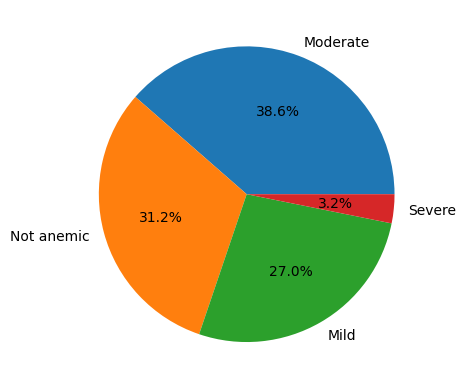 Moderate
38.6%
31.2%
3.2%
Severe
Not anemic
27.0%
Mild